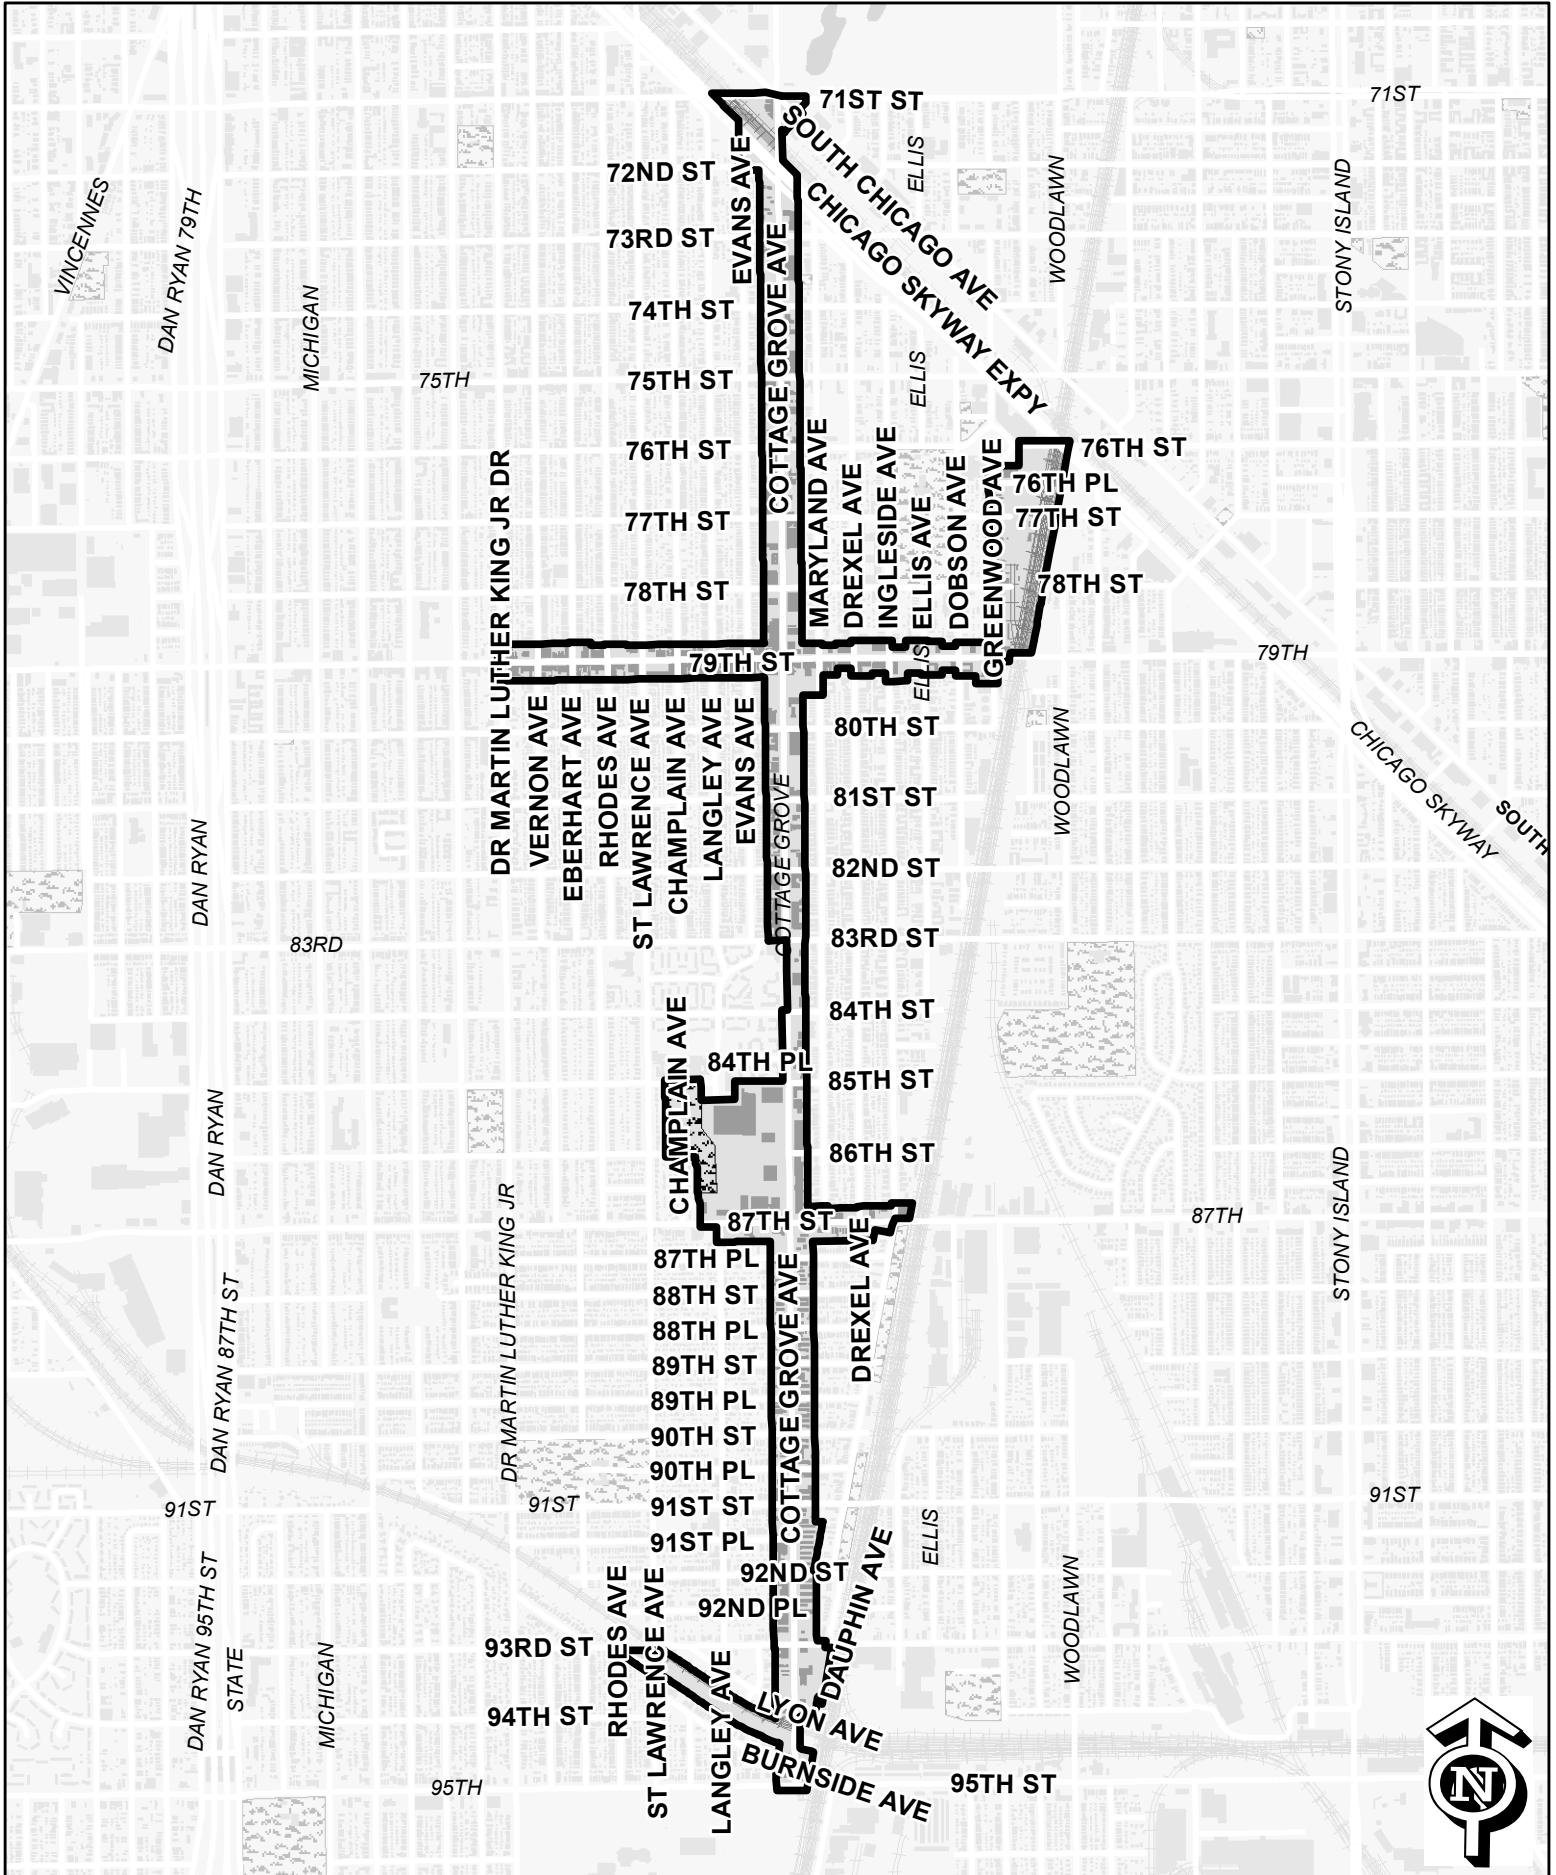 71ST ST
71ST
SOUTH CHICAGO AVE
ELLIS
72ND ST
EVANS AVE
WOODLAWN
STONY ISLAND
VINCENNES
DAN RYAN 79TH
73RD ST
CHICAGO SKYWAY EXPY
COTTAGE GROVE AVE
74TH ST
MICHIGAN
75TH
75TH ST
ELLIS
76TH ST
76TH ST
DR MARTIN LUTHER KING JR DR
MARYLAND AVE
DREXEL AVE
INGLESIDE AVE
ELLIS AVE
DOBSON AVE
GREENWOOD AVE
76TH PL
77TH ST
77TH ST
78TH ST
78TH ST
79TH ST
ELLIS
79TH
VERNON AVE
EBERHART AVE
RHODES AVE
ST LAWRENCE AVE
CHAMPLAIN AVE
LANGLEY AVE
EVANS AVE
80TH ST
WOODLAWN
CHICAGO SKYWAY
SOUTH
81ST ST
COTTAGE GROVE
DAN RYAN
82ND ST
83RD
83RD ST
84TH ST
CHAMPLAIN AVE
84TH PL
85TH ST
DAN RYAN
86TH ST
STONY ISLAND
87TH ST
87TH
DREXEL AVE
DR MARTIN LUTHER KING JR
87TH PL
DAN RYAN 87TH ST
COTTAGE GROVE AVE
88TH ST
88TH PL
89TH ST
89TH PL
90TH ST
90TH PL
91ST
91ST
91ST ST
91ST
91ST PL
ELLIS
DAUPHIN AVE
92ND ST
92ND PL
WOODLAWN
DAN RYAN 95TH ST
STATE
MICHIGAN
93RD ST
RHODES AVE
ST LAWRENCE AVE
LANGLEY AVE
94TH ST
LYON AVE
BURNSIDE AVE
95TH
95TH ST
N